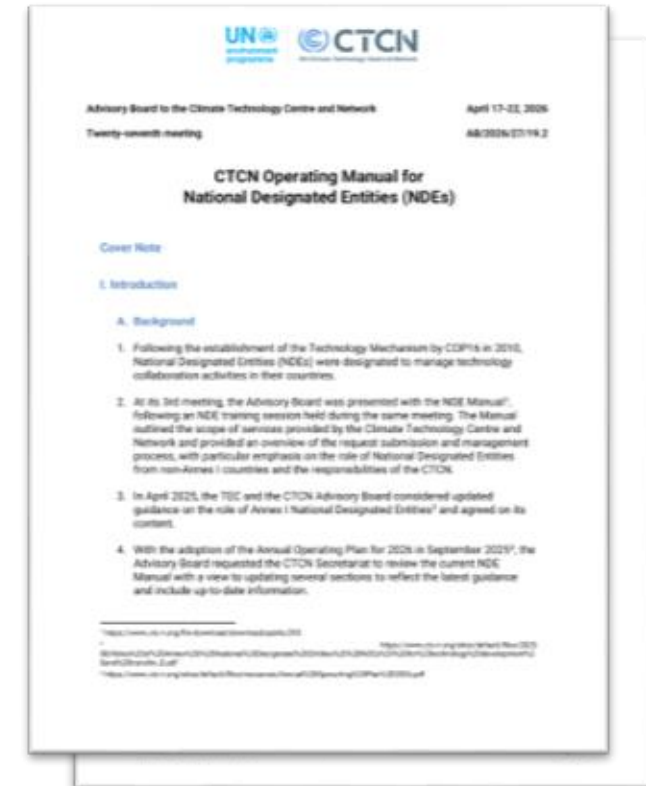 UN
environment
programme
CTCN
Advisory Board to the Climate Technology Centre and Network April 17-22, 2026
Twenty-seventh meeting AB/2026/27/19.2
CTCN Operating Manual for
National Designated Entities (NDEs)
Cover Note
I. Introduction
A. Background
1. Following the establishment of the Technology Mechanism by COP16 in 2010,
National Designated Entities (NDEs) were designated to manage technology
collaboration activities in their countries.
2. At its 3rd meeting, the Advisory Board was presented with the NDE Manual¹,
following an NDE training session held during the same meeting. The Manual
outlined the scope of services provided by the Climate Technology Centre and
Network and provided an overview of the request submission and management
process, with particular emphasis on the role of National Designated Entities
from non-Annex I countries and the responsibilities of the CTCN.
3. In April 2025, the TEC and the CTCN Advisory Board considered updated
guidance on the role of Annex I National Designated Entities² and agreed on its
content.
4. With the adoption of the Annual Operating Plan for 2026 in September 2025³, the
Advisory Board requested the CTCN Secretariat to review the current NDE
Manual with a view to updating several sections to reflect the latest guidance
and include up-to-date information.